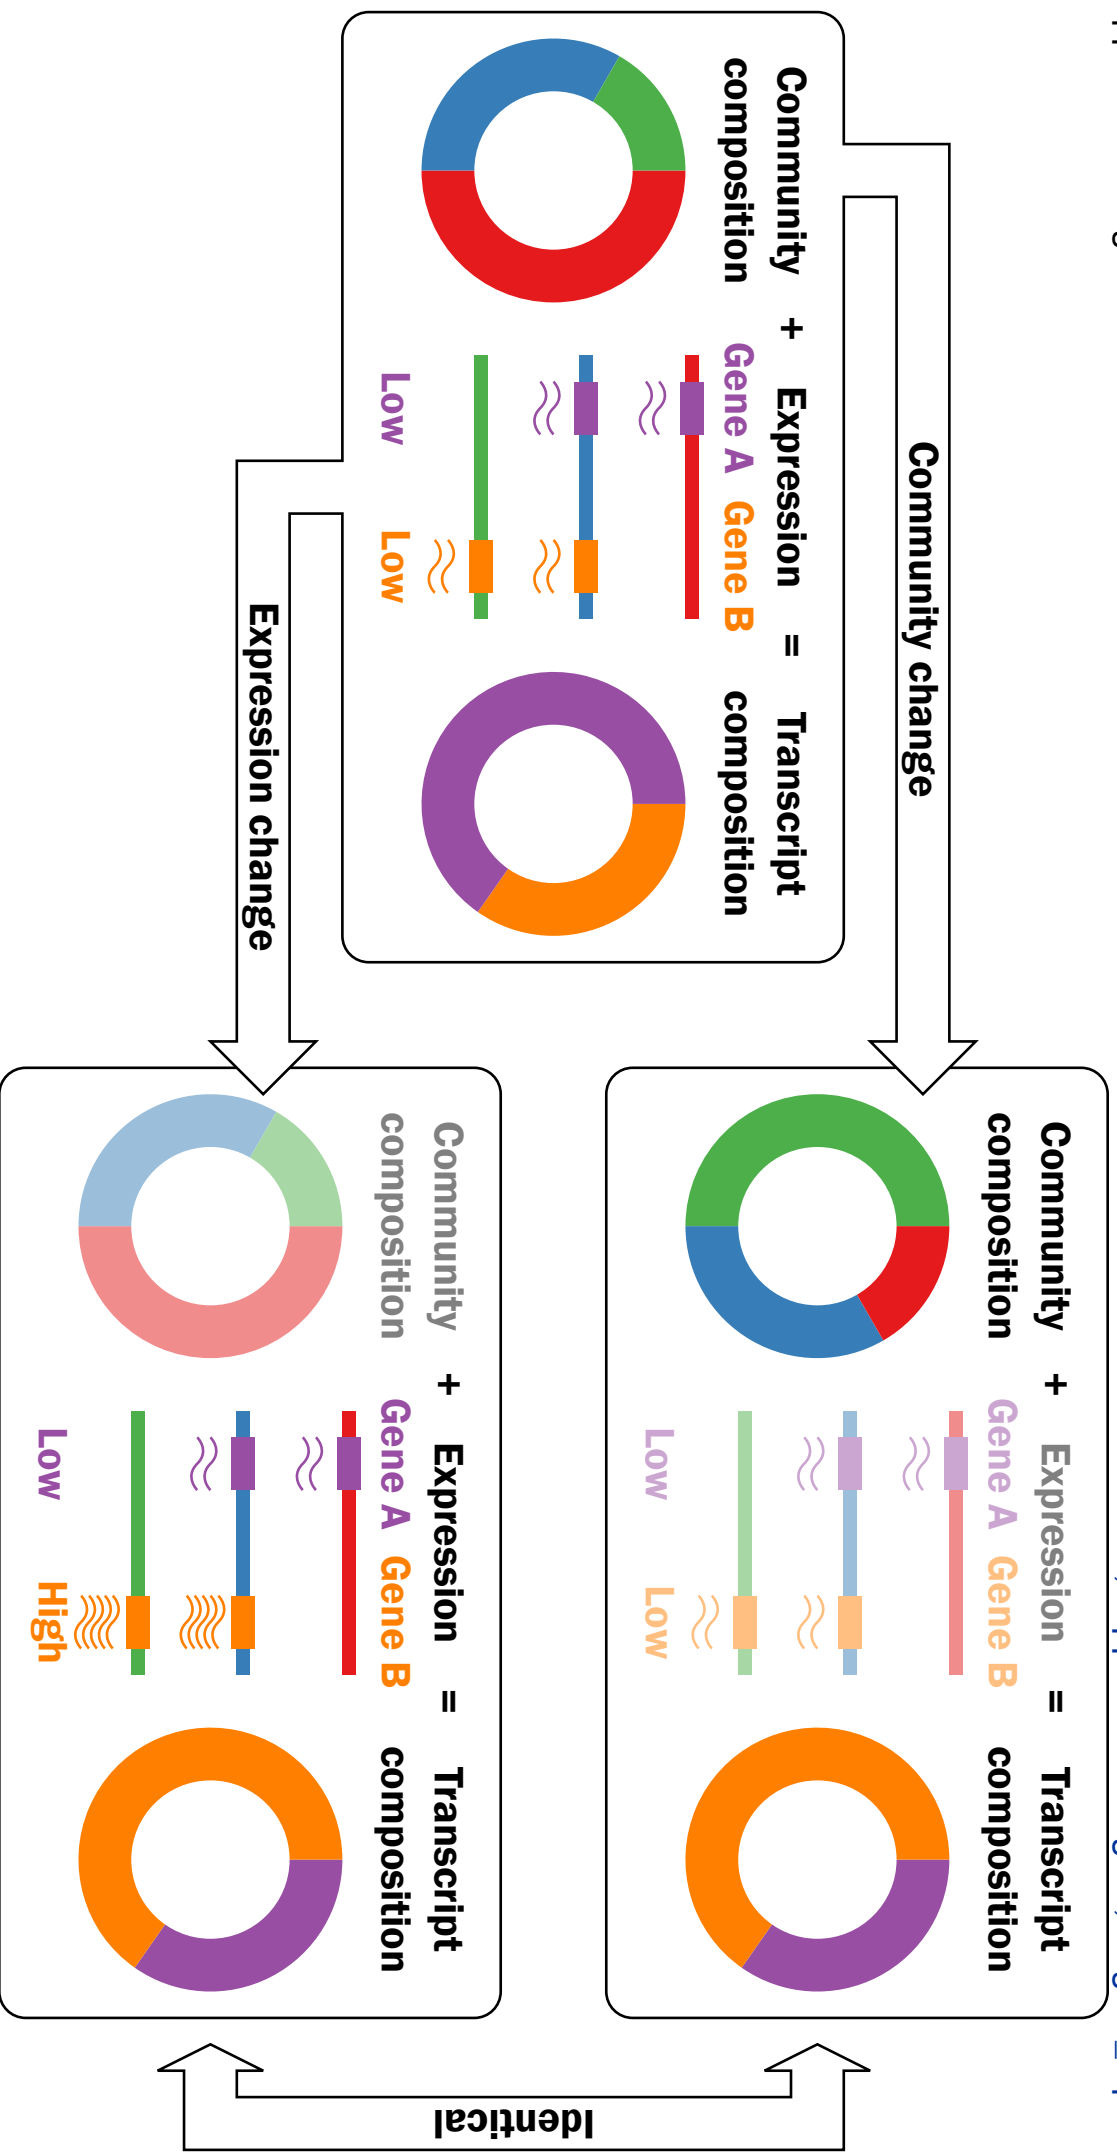 Community change
Community + Expression = Transcript
composition Gene A Gene B composition
Low Low
Expression change
Community + Expression = Transcript
composition Gene A Gene B composition
Low Low
Community + Expression = Transcript
composition Gene A Gene B composition
Low High
Identical